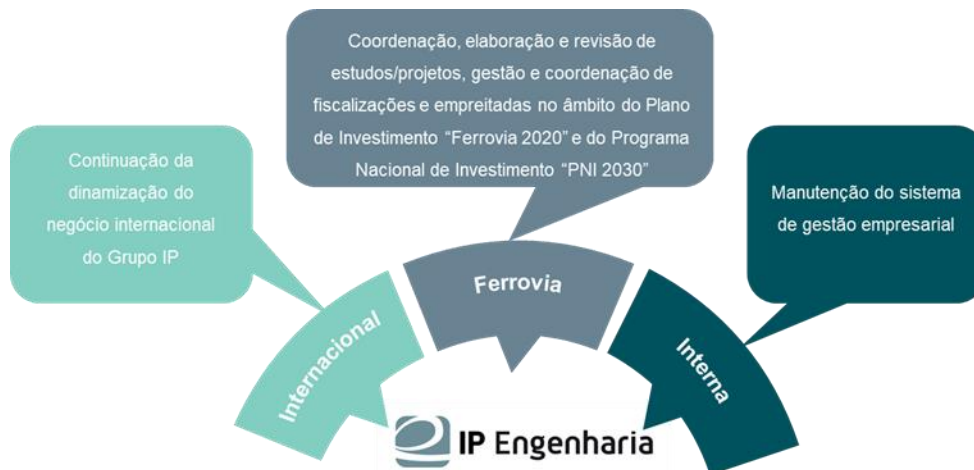 Coordenação, elaboração e revisão de
estudos/projetos, gestão e coordenação de
fiscalizações e empreitadas no âmbito do Plano
de Investimento “Ferrovia 2020” e do Programa
Nacional de Investimento “PNI 2030”
Continuação da
dinamização do
negócio internacional
do Grupo IP
Manutenção do sistema
de gestão empresarial
Internacional
Ferrovia
Interna
IP Engenharia